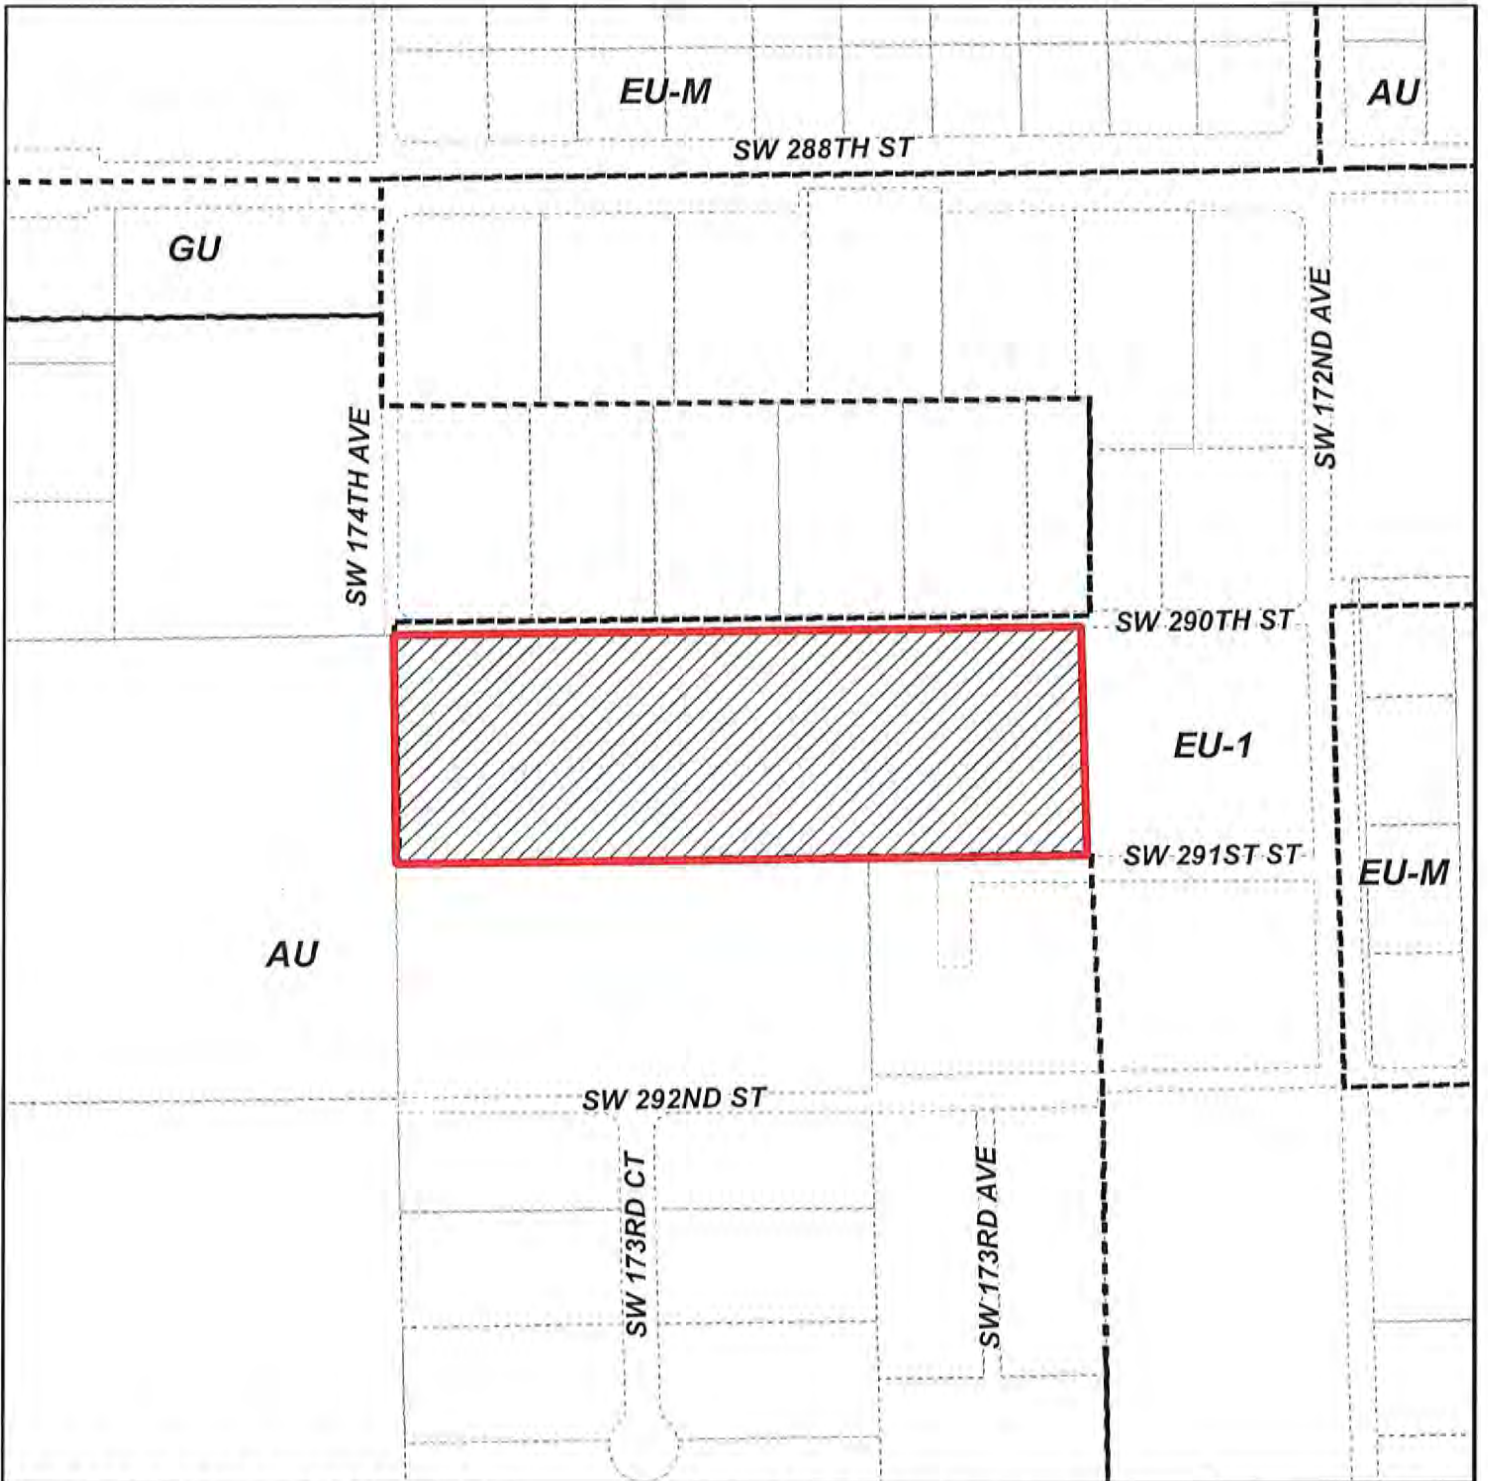 EU-M
AU
SW 288TH ST
GU
SW 172ND AVE
SW 174TH AVE
SW 290TH ST
EU-1
SW 291ST ST
EU-M
AU
SW 292ND ST
SW 173RD CT
SW 173RD AVE